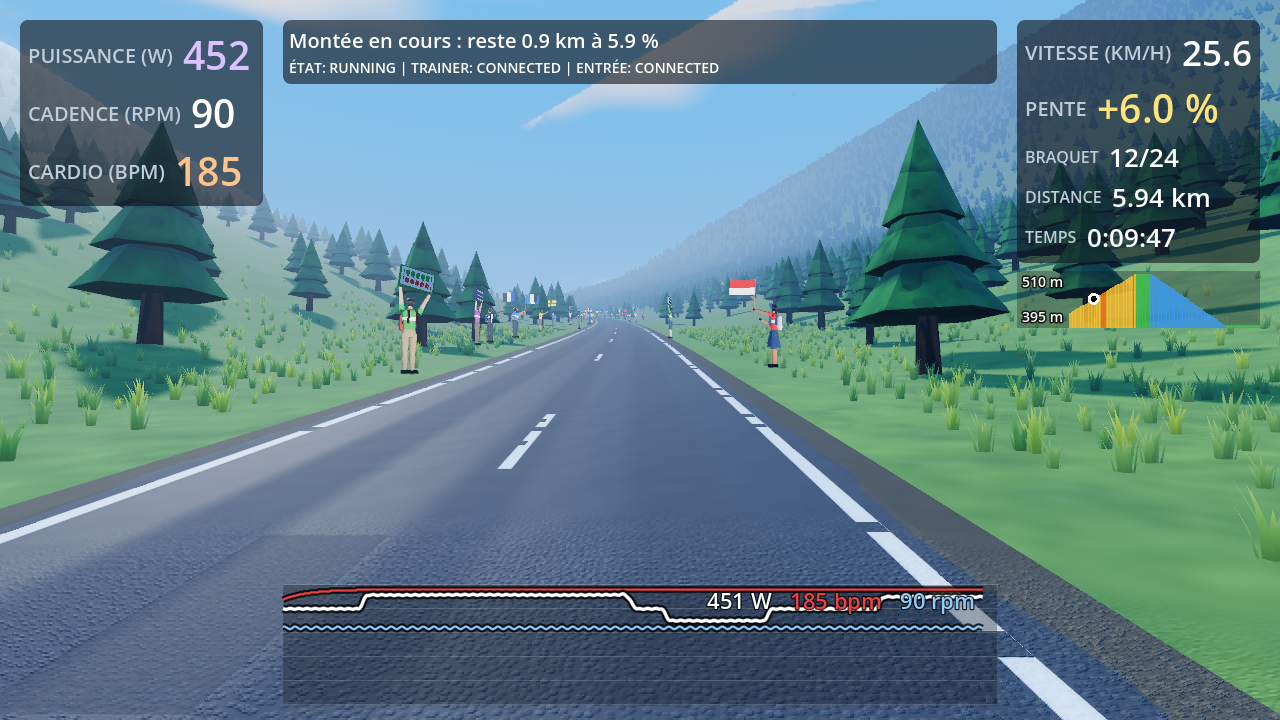 PUISSANCE (W) 452
CADENCE (RPM) 90
CARDIO (BPM) 185
Montée en cours : reste 0.9 km à 5.9 %
ÉTAT: RUNNING | TRAINER: CONNECTED | ENTRÉE: CONNECTED
VITESSE (KM/H) 25.6
PENTE +6.0 %
BRAQUET 12/24
DISTANCE 5.94 km
TEMPS 0:09:47
510 m
395 m
451 W 185 bpm 90 rpm